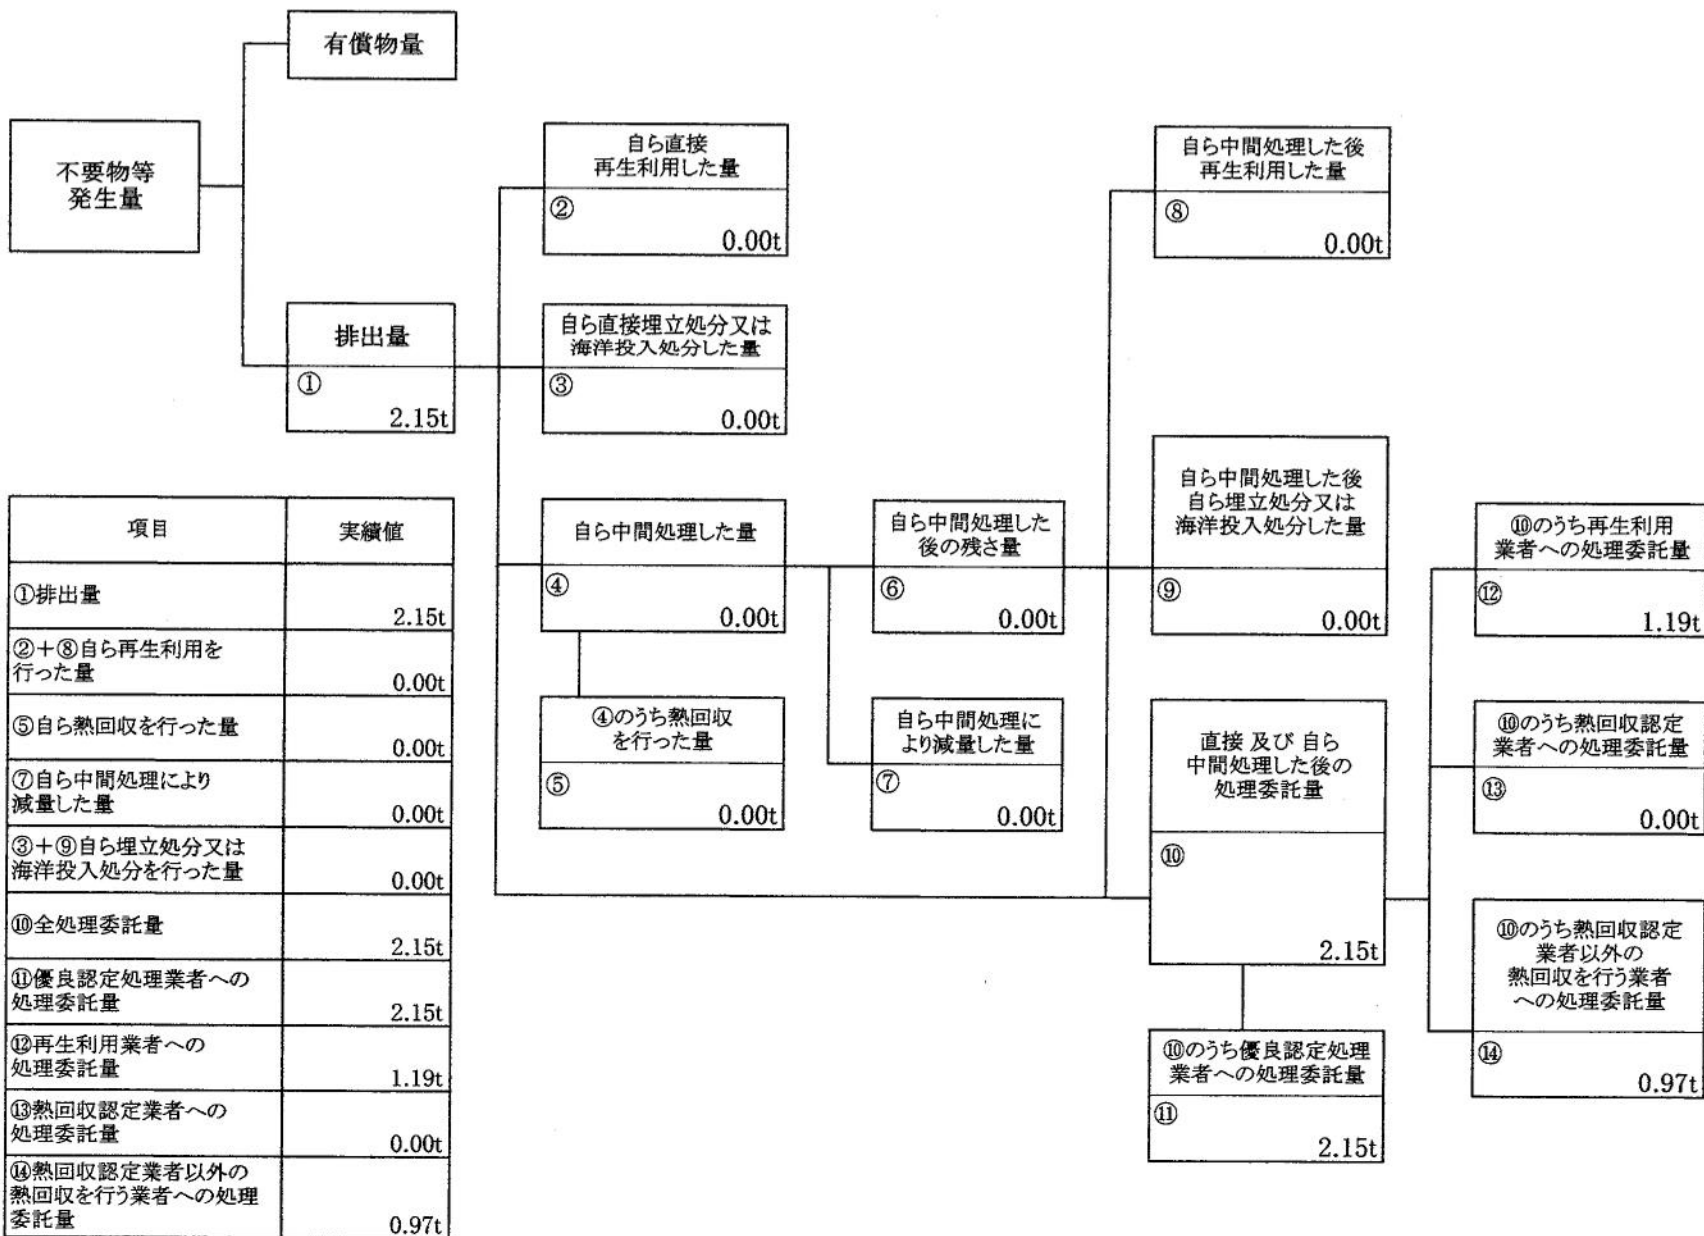 有償物量
不要物等
発生量
排出量
①
2.15t
自ら直接
再生利用した量
②
0.00t
自ら直接埋立処分又は
海洋投入処分した量
③
0.00t
自ら中間処理した量
④
0.00t
④のうち熱回収
を行った量
⑤
0.00t
自ら中間処理した
後の残さ量
⑥
0.00t
自ら中間処理に
より減量した量
⑦
0.00t
自ら中間処理した後
再生利用した量
⑧
0.00t
自ら中間処理した後
自ら埋立処分又は
海洋投入処分した量
⑨
0.00t
直接 及び 自ら
中間処理した後の
処理委託量
⑩
2.15t
⑩のうち優良認定処理
業者への処理委託量
⑪
2.15t
⑩のうち再生利用
業者への処理委託量
⑫
1.19t
⑩のうち熱回収認定
業者への処理委託量
⑬
0.00t
⑩のうち熱回収認定
業者以外の
熱回収を行う業者
への処理委託量
⑭
0.97t
項目 実績値
①排出量
2.15t
②＋⑧自ら再生利用を
行った量
0.00t
⑤自ら熱回収を行った量
0.00t
⑦自ら中間処理により
減量した量
0.00t
③＋⑨自ら埋立処分又は
海洋投入処分を行った量
0.00t
⑩全処理委託量
2.15t
⑪優良認定処理業者への
処理委託量
2.15t
⑫再生利用業者への
処理委託量
1.19t
⑬熱回収認定業者への
処理委託量
0.00t
⑭熱回収認定業者以外の
熱回収を行う業者への処理
委託量
0.97t